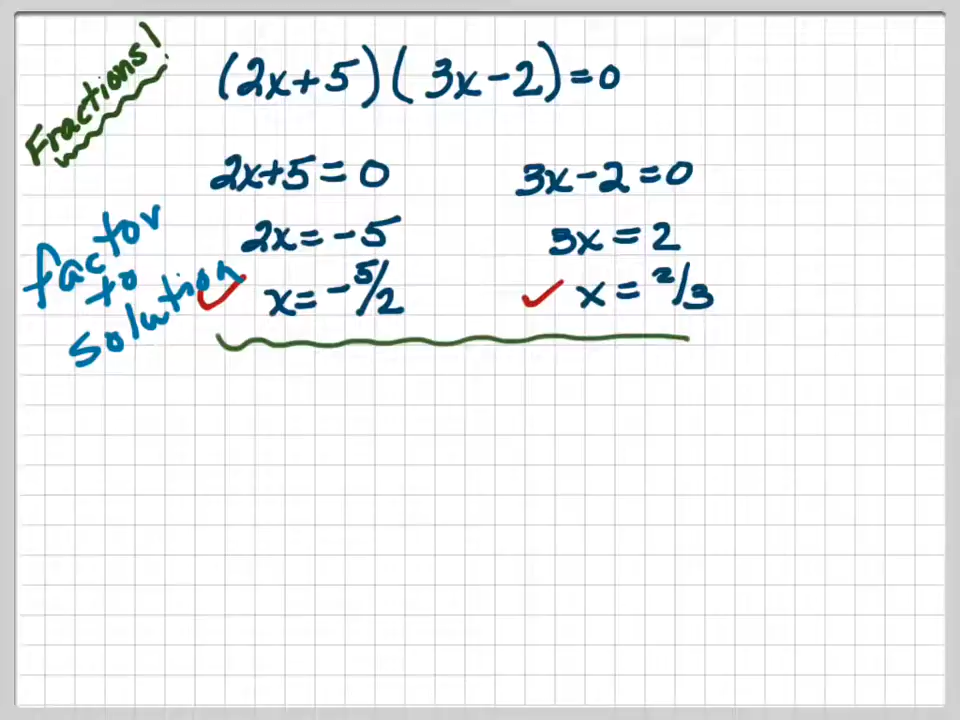 Fractions!
(2x+5)(3x-2)=0
2x+5=0
3x-2=0
2x=-5
3x=2
x=-5/2
x=2/3
factor
to
solution